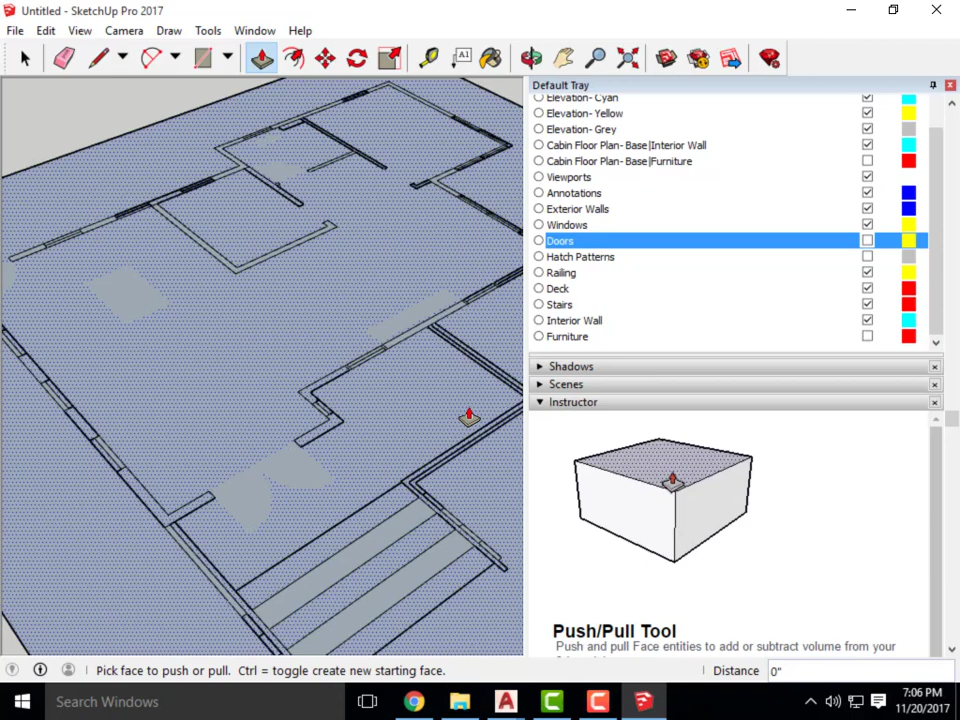 Untitled - SketchUp Pro 2017
File Edit View Camera Draw Tools Window Help
A1
Default Tray
Elevation- Cyan
Elevation- Yellow
Elevation- Grey
Cabin Floor Plan- Base|Interior Wall
Cabin Floor Plan- Base|Furniture
Viewports
Annotations
Exterior Walls
Windows
Doors
Hatch Patterns
Railing
Deck
Stairs
Interior Wall
Furniture
Shadows
Scenes
Instructor
Push/Pull Tool
Push and pull Face entities to add or subtract volume from your
Pick face to push or pull. Ctrl = toggle create new starting face.
Distance 0"
Search Windows
7:06 PM
11/20/2017